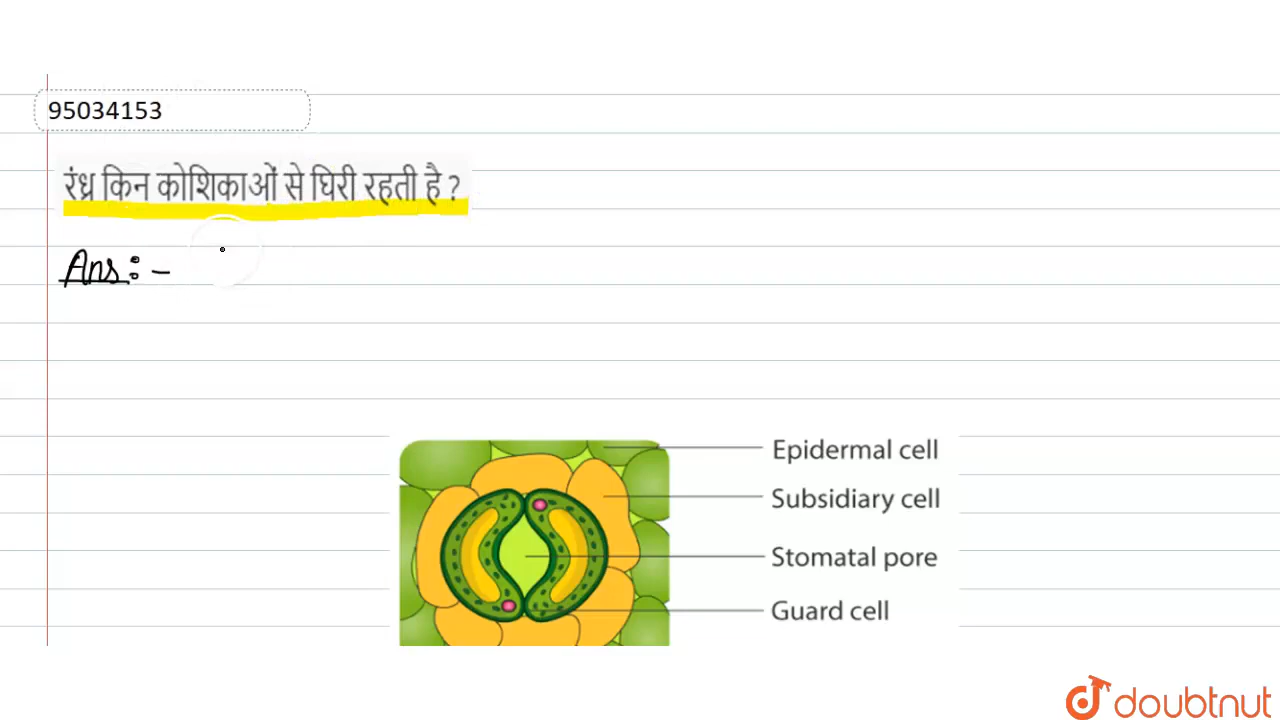 95034153
रंध्र किन कोशिकाओं से घिरी रहती है ?
Ans : -
Epidermal cell
Subsidiary cell
Stomatal pore
Guard cell
doubtnut